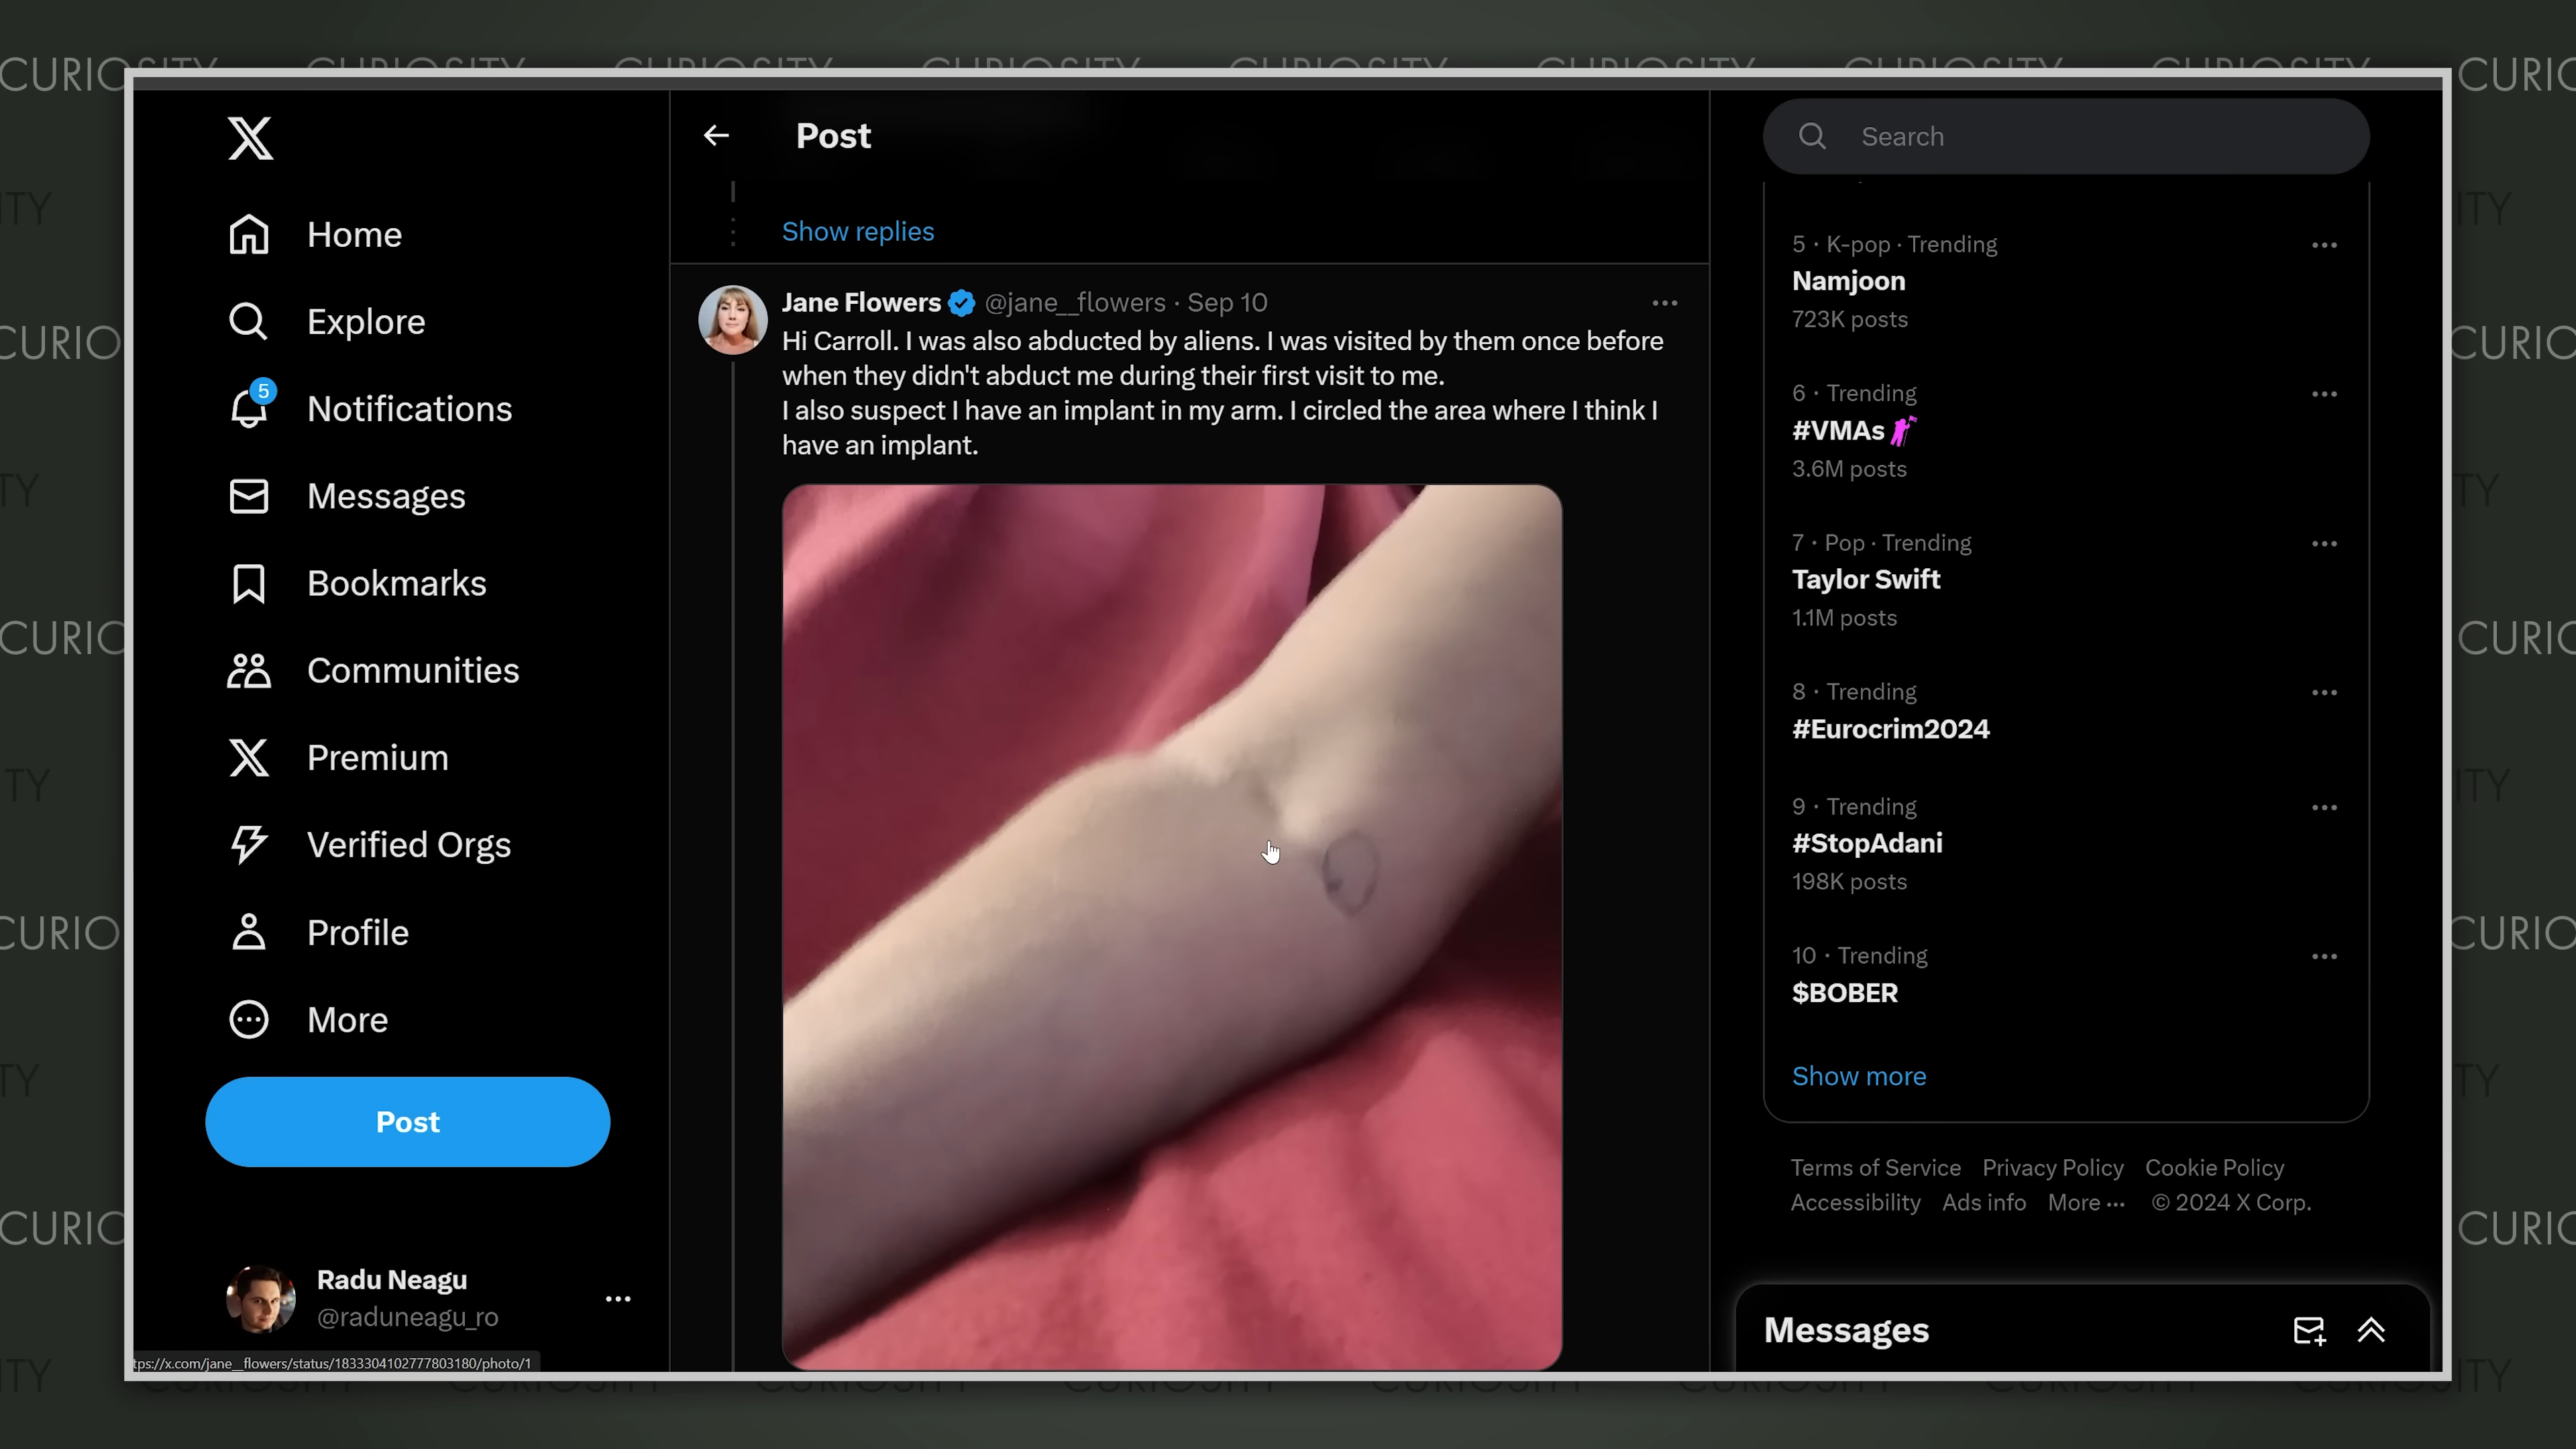 CURIOSITY CURIOSITY CURIOSITY CURIOSITY CURIOSITY CURIOSITY CURIOSITY CURIOSITY
Home
Explore
5
Notifications
Messages
Bookmarks
Communities
Premium
Verified Orgs
Profile
More
Post
Radu Neagu
@raduneagu_ro
tps://x.com/jane__flowers/status/1833304102777803180/photo/1
Post
Show replies
Jane Flowers @jane__flowers · Sep 10
Hi Carroll. I was also abducted by aliens. I was visited by them once before
when they didn't abduct me during their first visit to me.
I also suspect I have an implant in my arm. I circled the area where I think I
have an implant.
Search
5 · K-pop · Trending
Namjoon
723K posts
6 · Trending
#VMAs
3.6M posts
7 · Pop · Trending
Taylor Swift
1.1M posts
8 · Trending
#Eurocrim2024
9 · Trending
#StopAdani
198K posts
10 · Trending
$BOBER
Show more
Terms of Service Privacy Policy Cookie Policy
Accessibility Ads info More ··· © 2024 X Corp.
Messages